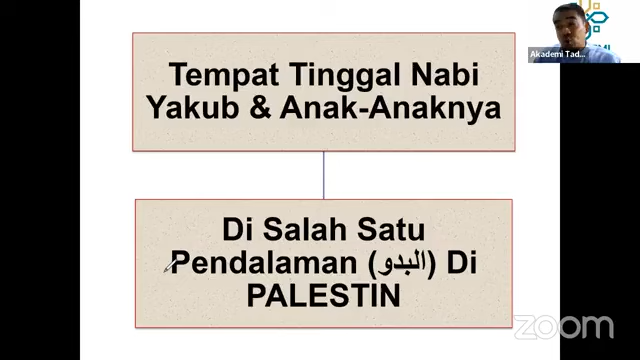 Tempat Tinggal Nabi
Yakub & Anak-Anaknya
Di Salah Satu
Pendalaman (البدو) Di
PALESTIN
Akademi Tad...
zoom